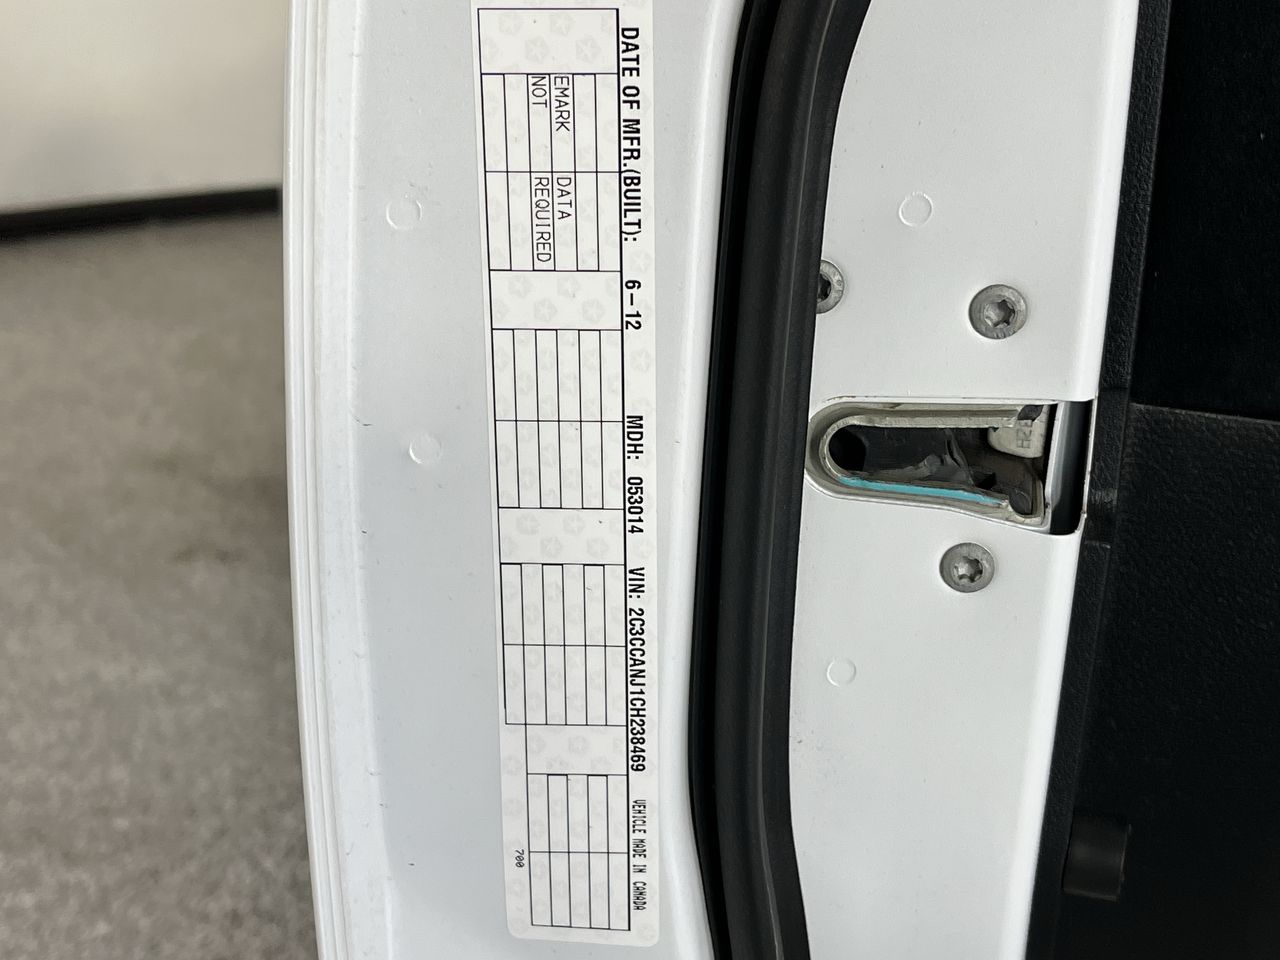 DATE OF MFR.(BUILT): 6-12 MDH: 053014 VIN: 2C3CCANJ1CH238469 VEHICLE MADE IN CANADA
EMARK DATA
NOT REQUIRED
700